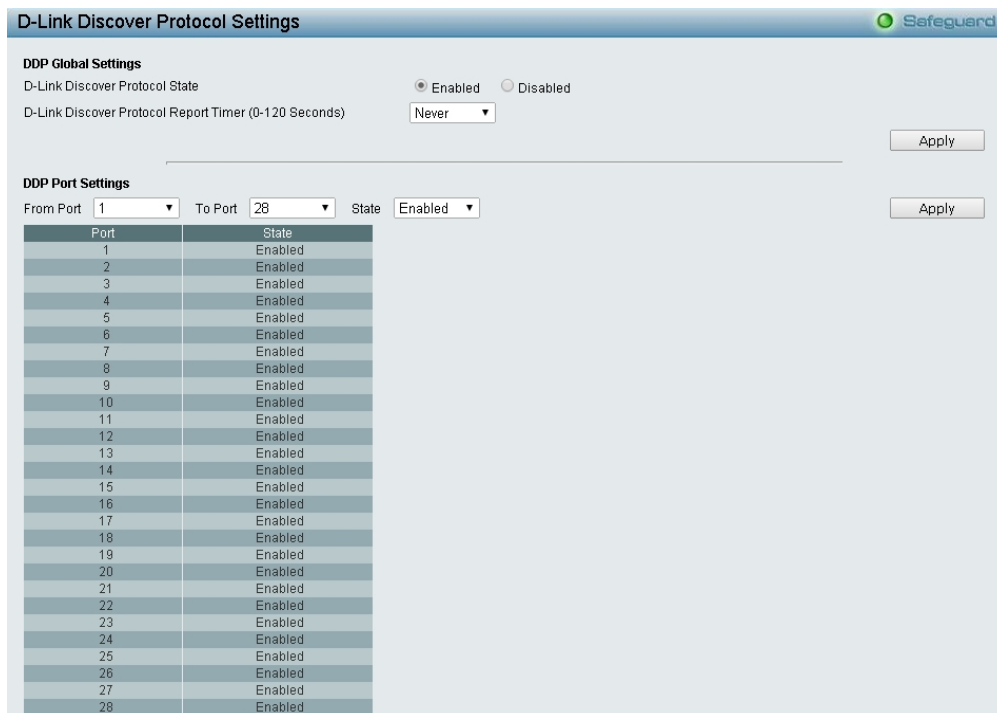 D-Link Discover Protocol Settings Safeguard
DDP Global Settings
D-Link Discover Protocol State Enabled Disabled
D-Link Discover Protocol Report Timer (0-120 Seconds) Never
Apply
DDP Port Settings
From Port 1 To Port 28 State Enabled Apply
Port State
1 Enabled
2 Enabled
3 Enabled
4 Enabled
5 Enabled
6 Enabled
7 Enabled
8 Enabled
9 Enabled
10 Enabled
11 Enabled
12 Enabled
13 Enabled
14 Enabled
15 Enabled
16 Enabled
17 Enabled
18 Enabled
19 Enabled
20 Enabled
21 Enabled
22 Enabled
23 Enabled
24 Enabled
25 Enabled
26 Enabled
27 Enabled
28 Enabled